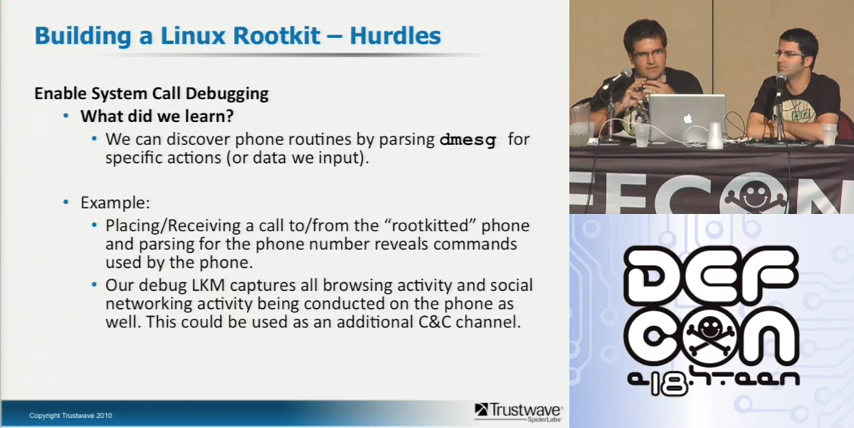 Building a Linux Rootkit – Hurdles
Enable System Call Debugging
• What did we learn?
• We can discover phone routines by parsing dmesg for
specific actions (or data we input).
• Example:
• Placing/Receiving a call to/from the “rootkitted” phone
and parsing for the phone number reveals commands
used by the phone.
• Our debug LKM captures all browsing activity and social
networking activity being conducted on the phone as
well. This could be used as an additional C&C channel.
Copyright Trustwave 2010
Trustwave®
SpiderLabs®
DEF
CON
e18h-teen